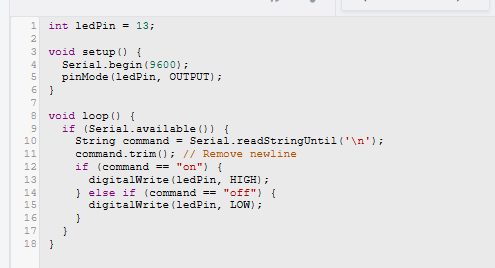 1 int ledPin = 13;
2
3 void setup() {
4   Serial.begin(9600);
5   pinMode(ledPin, OUTPUT);
6 }
7
8 void loop() {
9   if (Serial.available()) {
10     String command = Serial.readStringUntil('\n');
11     command.trim(); // Remove newline
12     if (command == "on") {
13       digitalWrite(ledPin, HIGH);
14     } else if (command == "off") {
15       digitalWrite(ledPin, LOW);
16     }
17   }
18 }